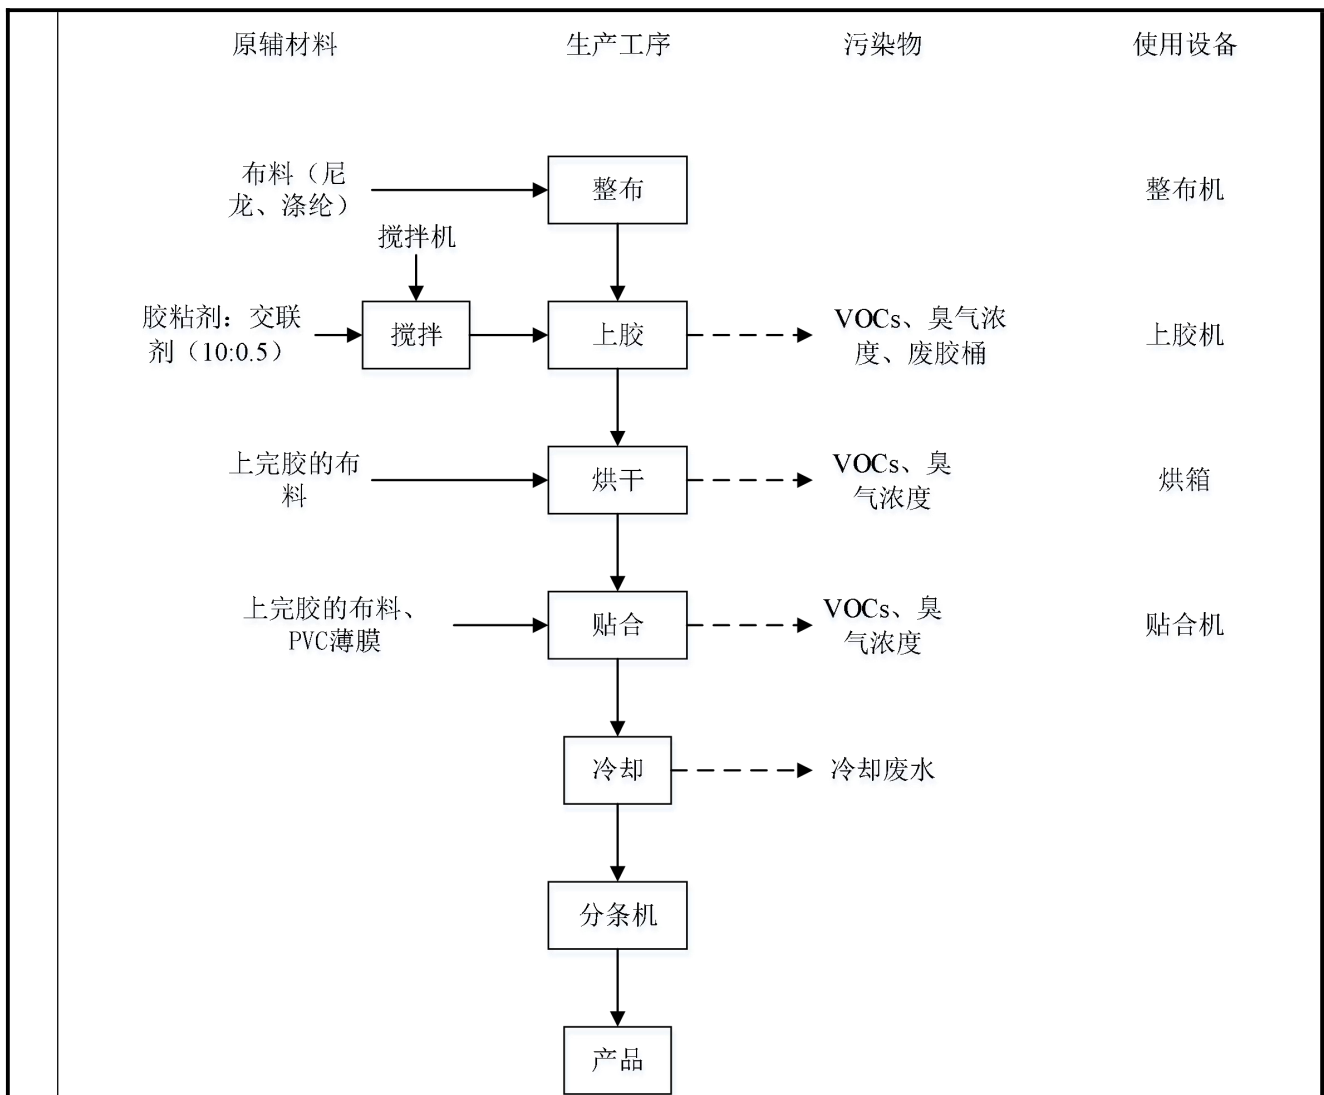 原辅材料
生产工序
污染物
使用设备
布料（尼
龙、涤纶）
整布
整布机
搅拌机
胶粘�：交联
剂（10:0.5）
搅拌
上胶
VOCs、臭气浓
度、废胶桶
上胶机
上完胶的布
料
烘干
VOCs、臭
气浓度
烘箱
上完胶的布料、
PVC薄膜
贴合
VOCs、臭
气浓度
贴合机
冷却
冷却废水
分条机
产品